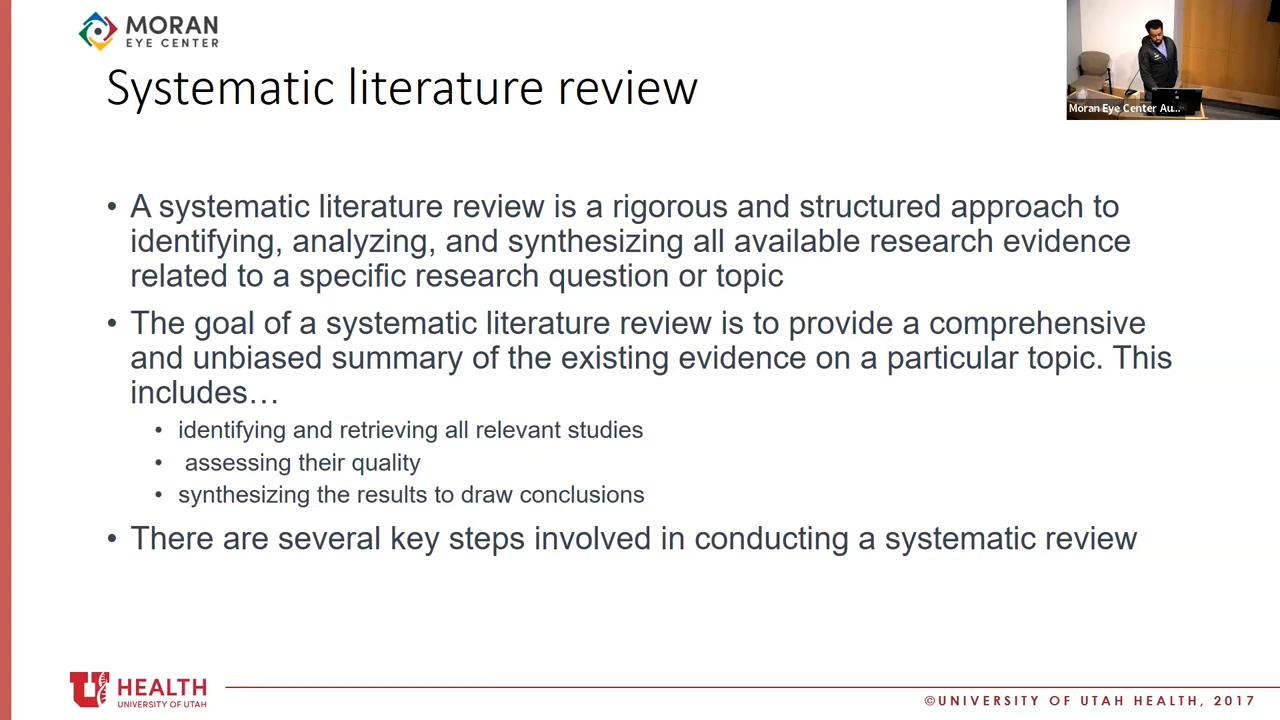 MORAN
EYE CENTER
Systematic literature review
Moran Eye Center Au...
• A systematic literature review is a rigorous and structured approach to
identifying, analyzing, and synthesizing all available research evidence
related to a specific research question or topic
• The goal of a systematic literature review is to provide a comprehensive
and unbiased summary of the existing evidence on a particular topic. This
includes…
• identifying and retrieving all relevant studies
• assessing their quality
• synthesizing the results to draw conclusions
• There are several key steps involved in conducting a systematic review
U HEALTH
UNIVERSITY OF UTAH
©UNIVERSITY OF UTAH HEALTH, 2017